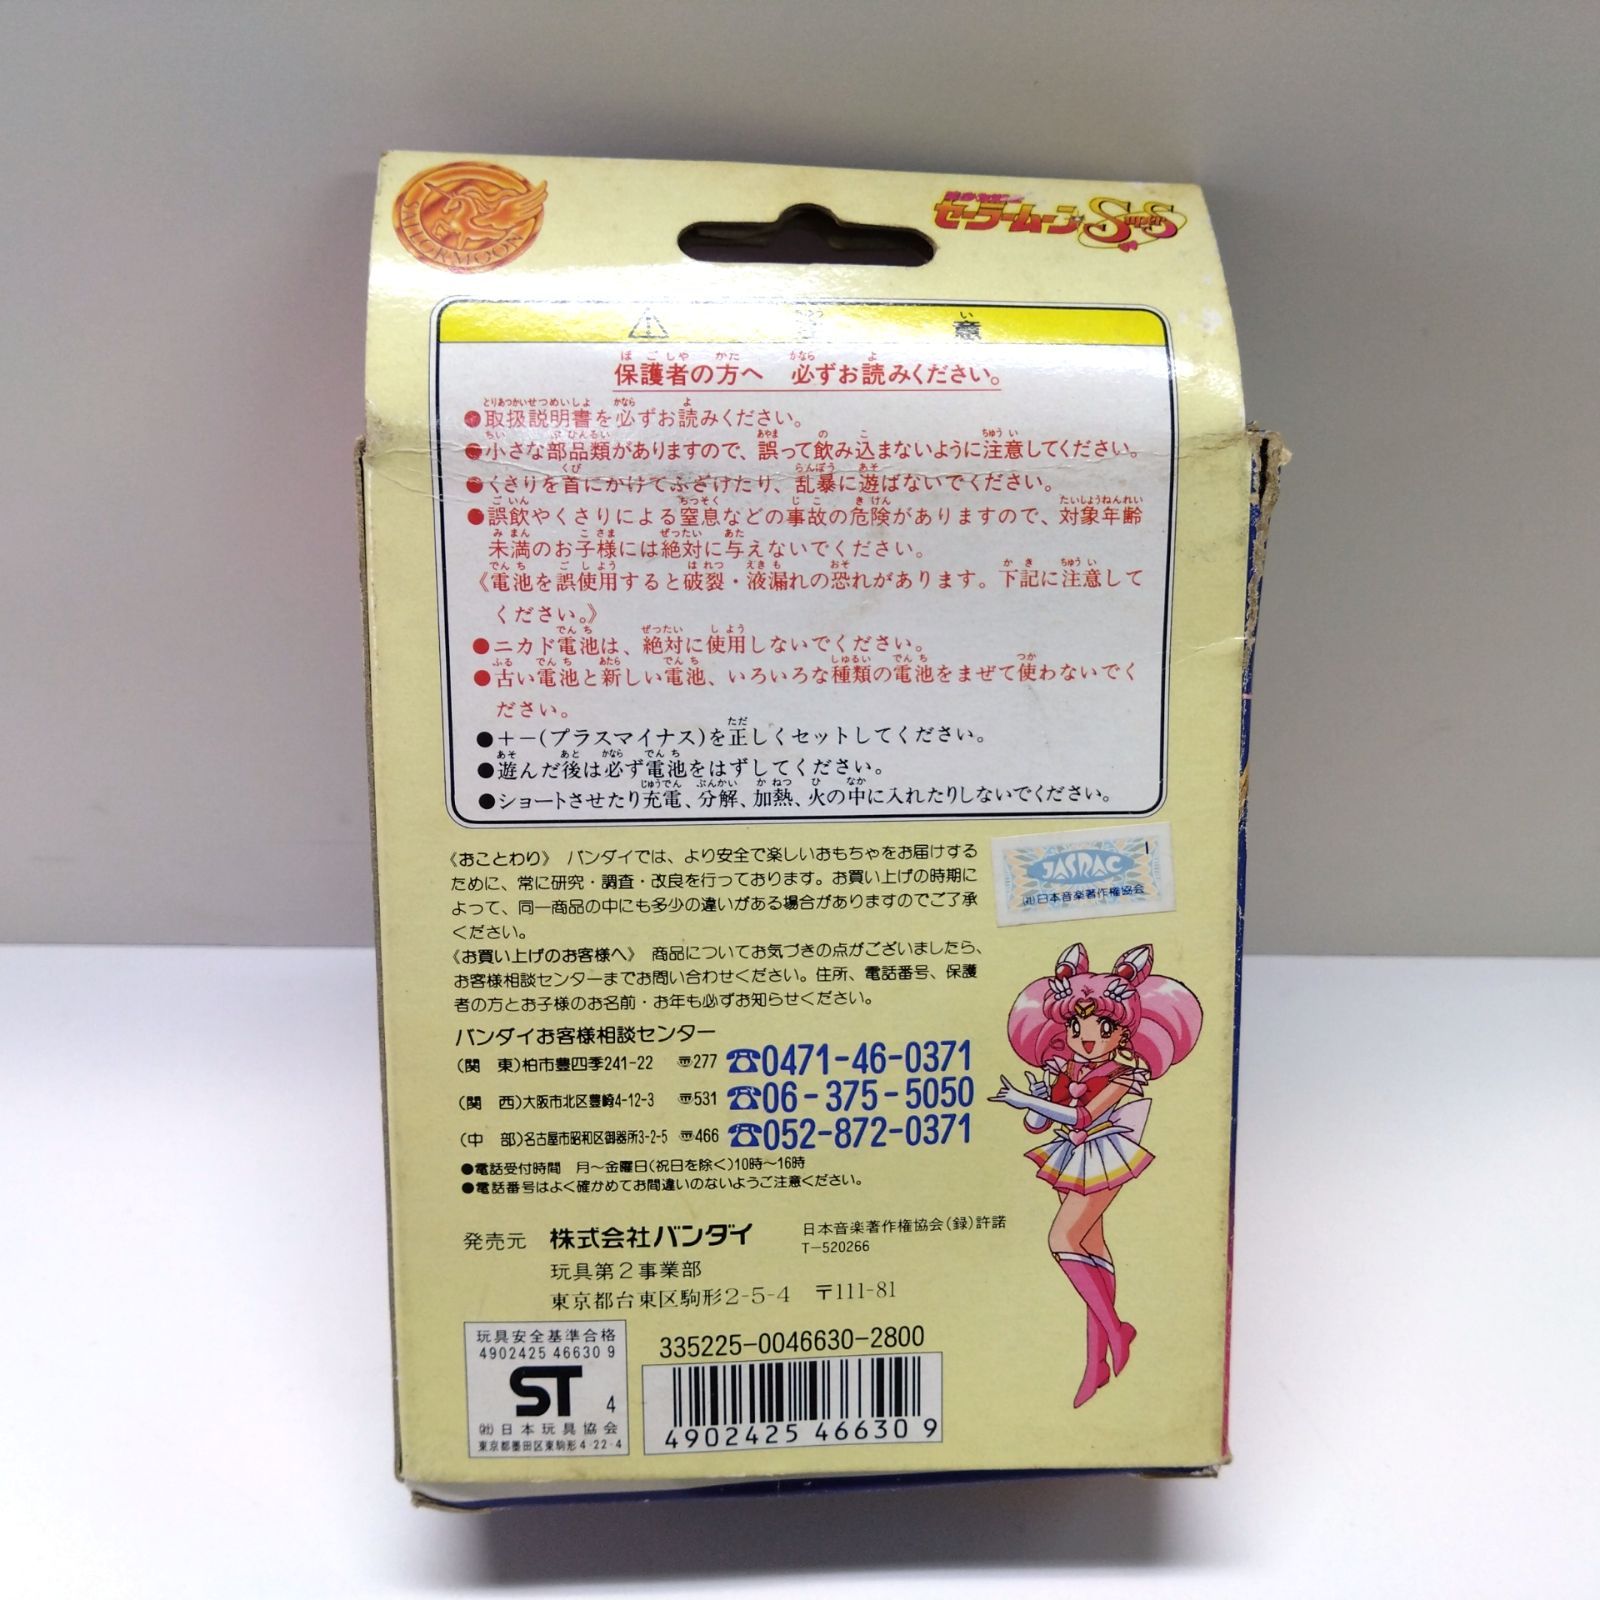 SAILORMOON
セーラームーン SuperS
注意
保護者の方へ 必ずお読みください。
●取扱説明書を必ずお読みください。
●小さな部品類がありますので、誤って飲み込まないように注意してください。
●くさりを首にかけてふざけたり、乱暴に遊ばないでください。
●誤飲やくさりによる窒息などの事故の危険がありますので、対象年齢
未満のお子様には絶対に与えないでください。
《電池を誤使用すると破裂・液漏れの恐れがあります。下記に注意して
ください。》
●ニカド電池は、絶対に使用しないでください。
●古い電池と新しい電池、いろいろな種類の電池をまぜて使わないでく
ださい。
●+−(プラスマイナス)を正しくセットしてください。
●遊んだ後は必ず電池をはずしてください。
●ショートさせたり充電、分解、加熱、火の中に入れたりしないでください。
《おことわり》 バンダイでは、より安全で楽しいおもちゃをお届けする
ために、常に研究・調査・改良を行っております。お買い上げの時期に
よって、同一商品の中にも多少の違いがある場合がありますのでご了承
ください。
JASRAC
㈳日本音楽著作権協会
《お買い上げのお客様へ》 商品についてお気づきの点がございましたら、
お客様相談センターまでお問い合わせください。住所、電話番号、保護
者の方とお子様のお名前・お年も必ずお知らせください。
バンダイお客様相談センター
(関 東)柏市豊四季241-22 〒277 ☎0471-46-0371
(関 西)大阪市北区豊崎4-12-3 〒531 ☎06-375-5050
(中 部)名古屋市昭和区御器所3-2-5 〒466 ☎052-872-0371
●電話受付時間 月〜金曜日(祝日を除く)10時〜16時
●電話番号はよく確かめてお間違いのないようご注意ください。
発売元 株式会社バンダイ
日本音楽著作権協会(録)許諾
T-520266
玩具第2事業部
東京都台東区駒形2-5-4 〒111-81
玩具安全基準合格
4902425 46630 9
ST 4
㈳日本玩具協会
東京都墨田区東駒形4-22-4
335225-0046630-2800
4902425 466309